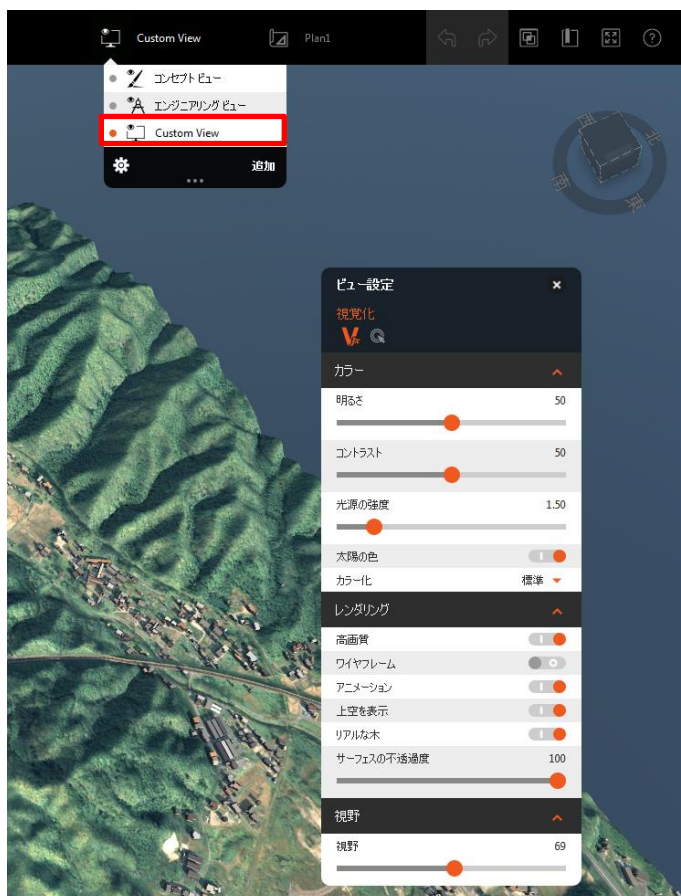 Custom View Plan1
コンセプト ビュー
エンジニアリング ビュー
Custom View
追加
西 北
南 東
ビュー設定
視覚化
カラー
明るさ 50
コントラスト 50
光源の強度 1.50
太陽の色
カラー化 標準
レンダリング
高画質
ワイヤフレーム
アニメーション
上空を表示
リアルな木
サーフェスの不透過度 100
視野
視野 69